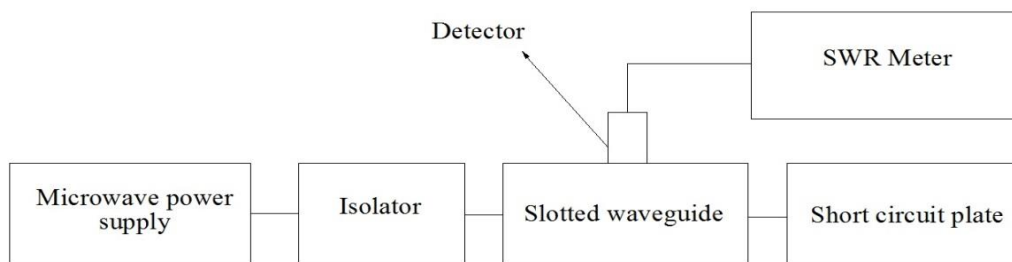 Detector
SWR Meter
Microwave power
supply
Isolator
Slotted waveguide
Short circuit plate